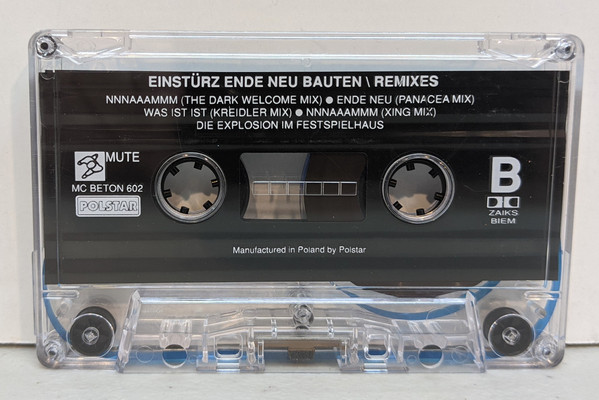 EINSTÜRZ ENDE NEU BAUTEN \ REMIXES
NNNAAAMMM (THE DARK WELCOME MIX) ● ENDE NEU (PANACEA MIX)
WAS IST IST (KREIDLER MIX) ● NNNAAAMMM (XING MIX)
DIE EXPLOSION IM FESTSPIELHAUS
MUTE
MC BETON 602
POLSTAR
B
ZAIKS
BIEM
Manufactured in Poland by Polstar